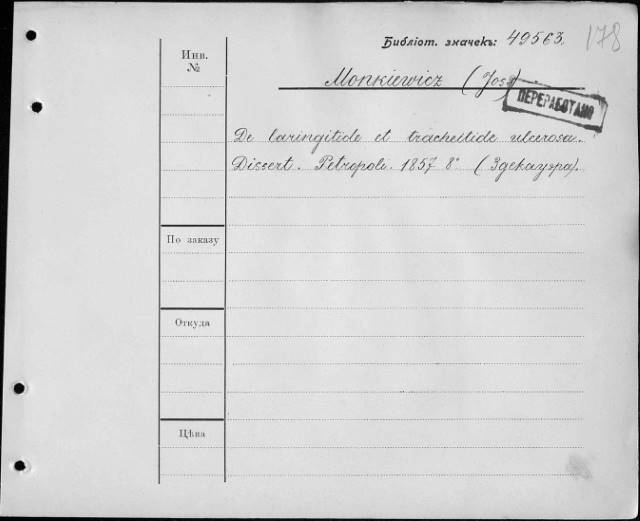 Библіот. значекъ: 49563.
178
Инв. №
Monkiewicz (Jos.)
ПЕРЕРАБОТАНО
De laringitide et tracheitide ulcerosa.
Dissert. Petropoli. 1857 8° (Здекауэра).
По заказу
Откуда
Цѣна